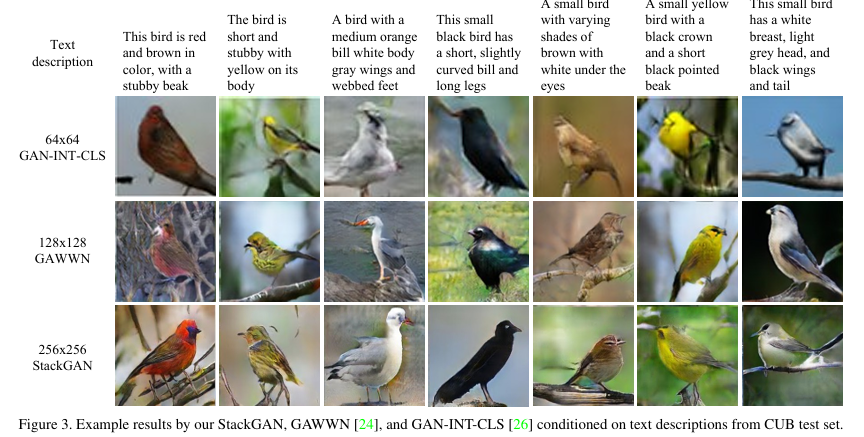 Text
description
This bird is red
and brown in
color, with a
stubby beak
The bird is
short and
stubby with
yellow on its
body
A bird with a
medium orange
bill white body
gray wings and
webbed feet
This small
black bird has
a short, slightly
curved bill and
long legs
A small bird
with varying
shades of
brown with
white under the
eyes
A small yellow
bird with a
black crown
and a short
black pointed
beak
This small bird
has a white
breast, light
grey head, and
black wings
and tail
64x64
GAN-INT-CLS
128x128
GAWWN
256x256
StackGAN
Figure 3. Example results by our StackGAN, GAWWN [24], and GAN-INT-CLS [26] conditioned on text descriptions from CUB test set.